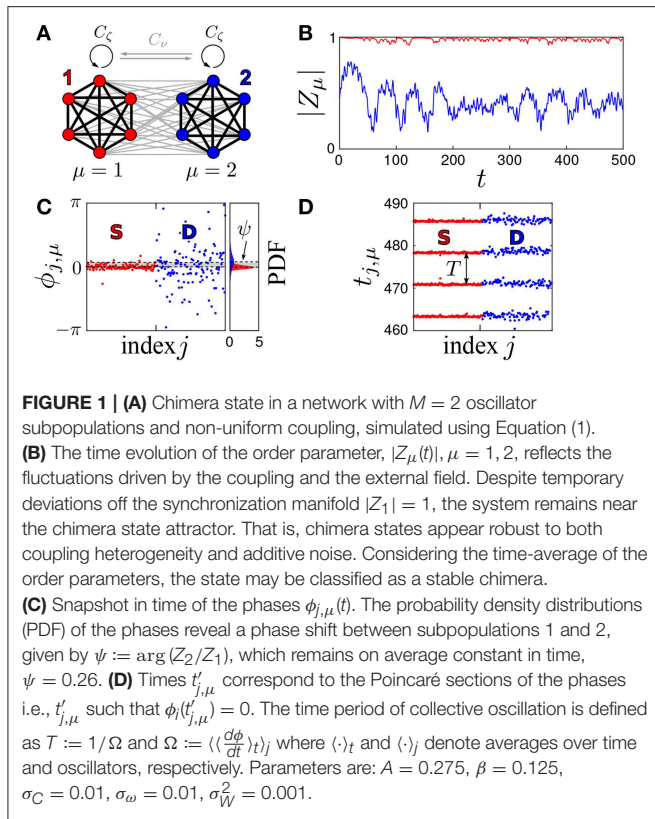 A
C_ζ
C_ν
C_ζ
1
2
μ = 1
μ = 2
B
1
|Z_μ|
0
0 100 200 300 400 500
t
C
π
ϕ_{j,μ}
0
−π
S
D
ψ
PDF
0 5
index j
D
490
480
470
460
t_{j,μ}
S
D
T
index j
FIGURE 1 | (A) Chimera state in a network with M = 2 oscillator
subpopulations and non-uniform coupling, simulated using Equation (1).
(B) The time evolution of the order parameter, |Z_μ(t)|, μ = 1, 2, reflects the
fluctuations driven by the coupling and the external field. Despite temporary
deviations off the synchronization manifold |Z_1| = 1, the system remains near
the chimera state attractor. That is, chimera states appear robust to both
coupling heterogeneity and additive noise. Considering the time-average of the
order parameters, the state may be classified as a stable chimera.
(C) Snapshot in time of the phases ϕ_{j,μ}(t). The probability density distributions
(PDF) of the phases reveal a phase shift between subpopulations 1 and 2,
given by ψ := arg (Z_2/Z_1), which remains on average constant in time,
ψ = 0.26. (D) Times t′_{j,μ} correspond to the Poincaré sections of the phases
i.e., t′_{j,μ} such that ϕ_i(t′_{j,μ}) = 0. The time period of collective oscillation is defined
as T := 1/Ω and Ω := ⟨⟨dϕ/dt⟩_t⟩_j where ⟨·⟩_t and ⟨·⟩_j denote averages over time
and oscillators, respectively. Parameters are: A = 0.275, β = 0.125,
σ_C = 0.01, σ_ω = 0.01, σ_W^2 = 0.001.